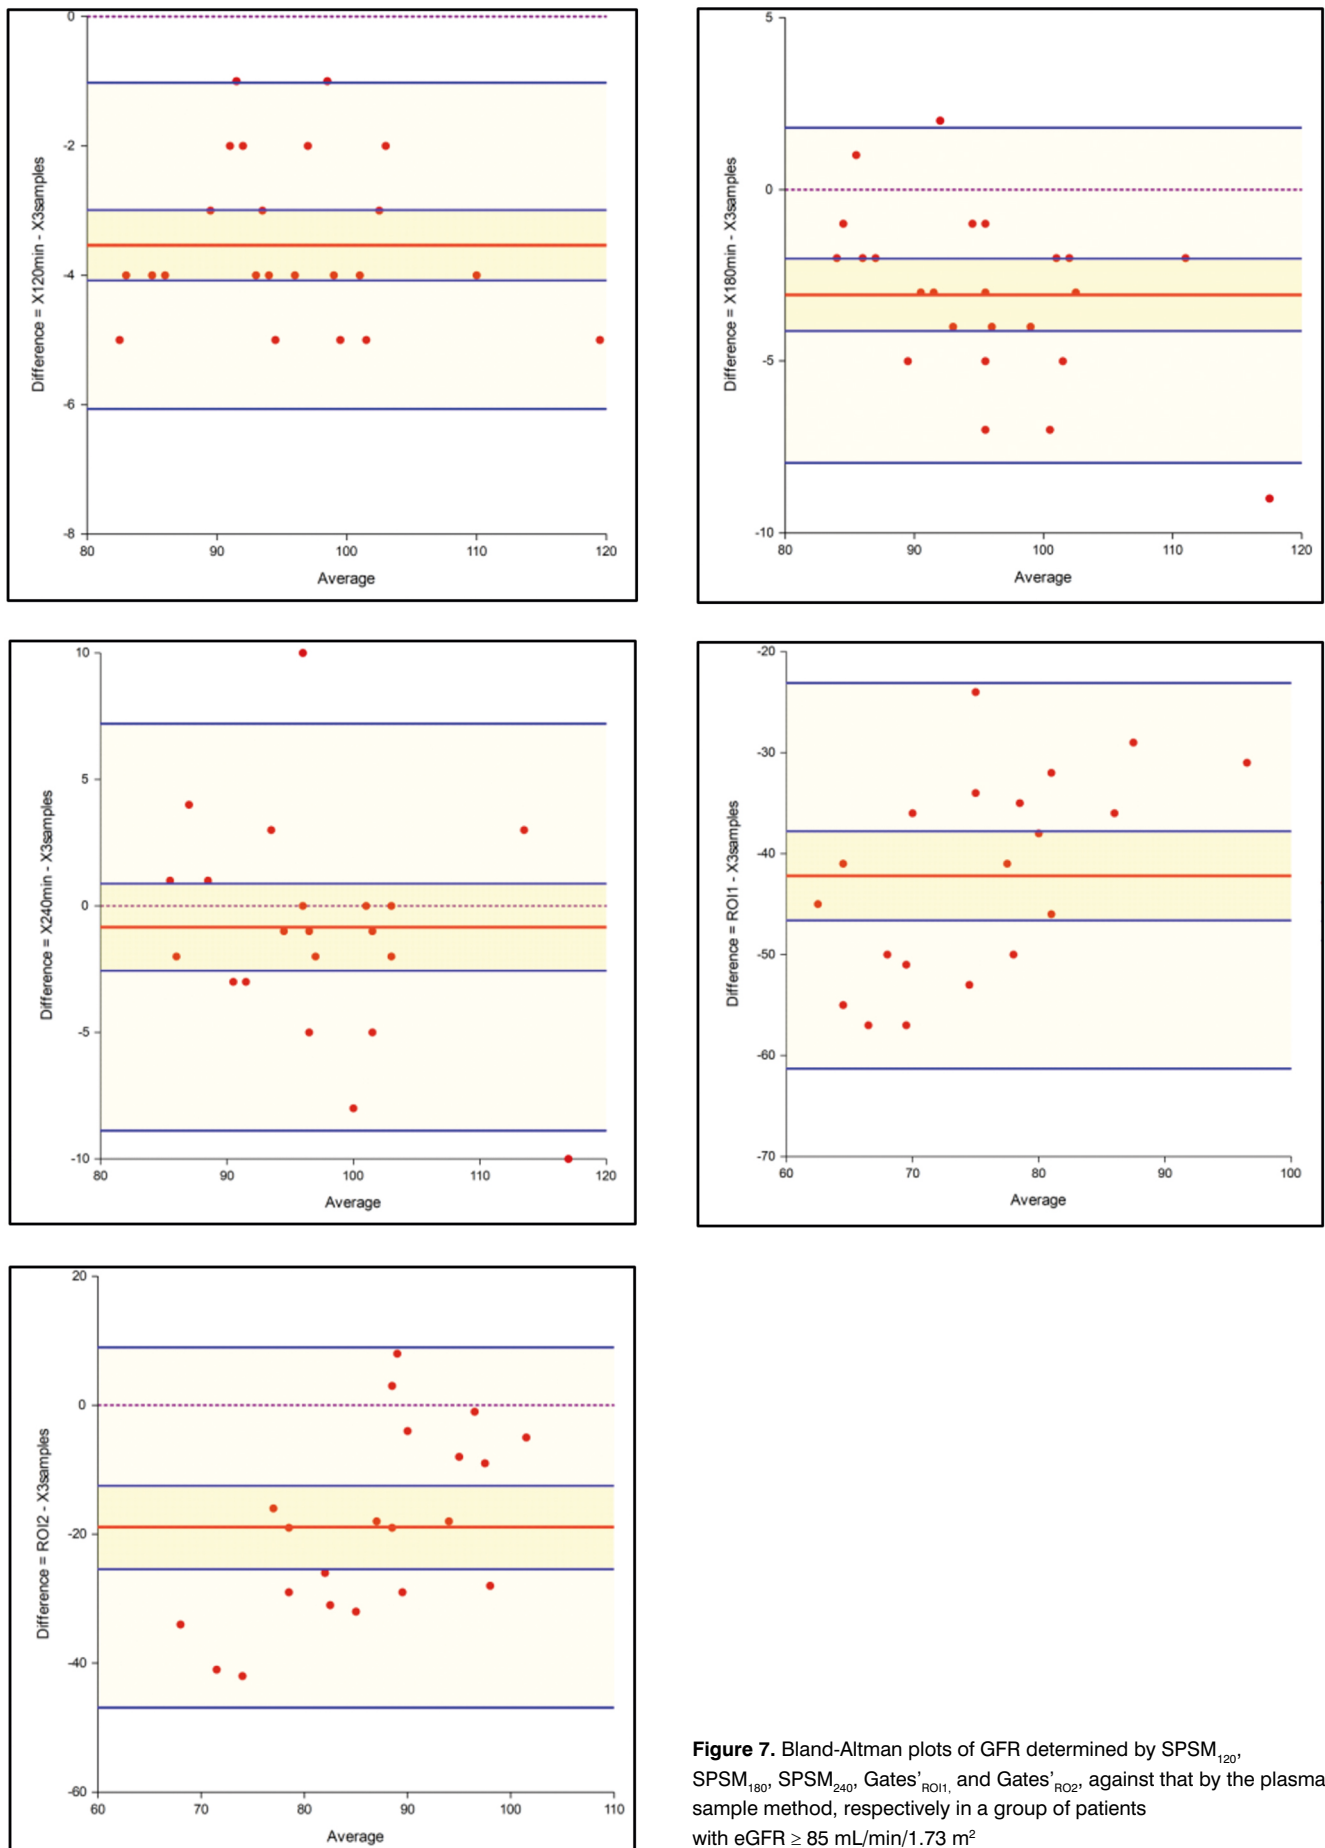 0
-2
-4
-6
-8
80 90 100 110 120
Average
Difference = X120min - X3samples
5
0
-5
-10
80 90 100 110 120
Average
Difference = X180min - X3samples
10
5
0
-5
-10
80 90 100 110 120
Average
Difference = X240min - X3samples
-20
-30
-40
-50
-60
-70
60 70 80 90 100
Average
Difference = ROI1 - X3samples
20
0
-20
-40
-60
60 70 80 90 100 110
Average
Difference = ROI2 - X3samples
Figure 7. Bland-Altman plots of GFR determined by SPSM120,
SPSM180, SPSM240, Gates’ROI1, and Gates’RO2, against that by the plasma
sample method, respectively in a group of patients
with eGFR ≥ 85 mL/min/1.73 m²